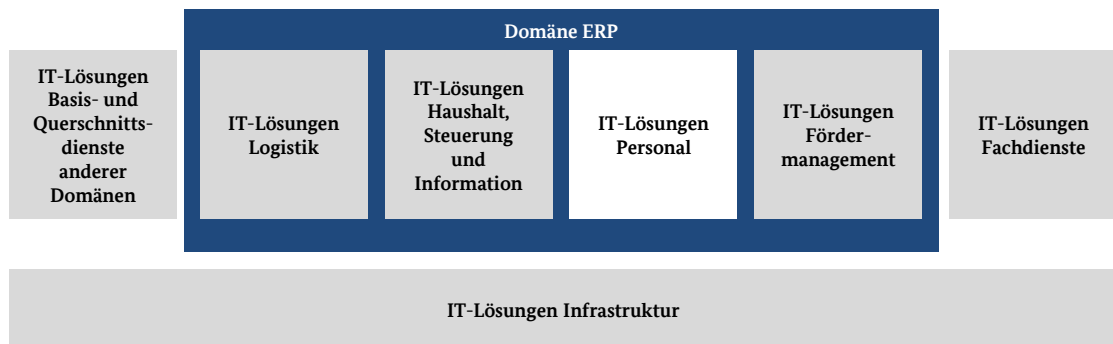 Domäne ERP
IT-Lösungen
Basis- und
Querschnitts-
dienste
anderer
Domänen
IT-Lösungen
Logistik
IT-Lösungen
Haushalt,
Steuerung
und
Information
IT-Lösungen
Personal
IT-Lösungen
Förder-
management
IT-Lösungen
Fachdienste
IT-Lösungen Infrastruktur